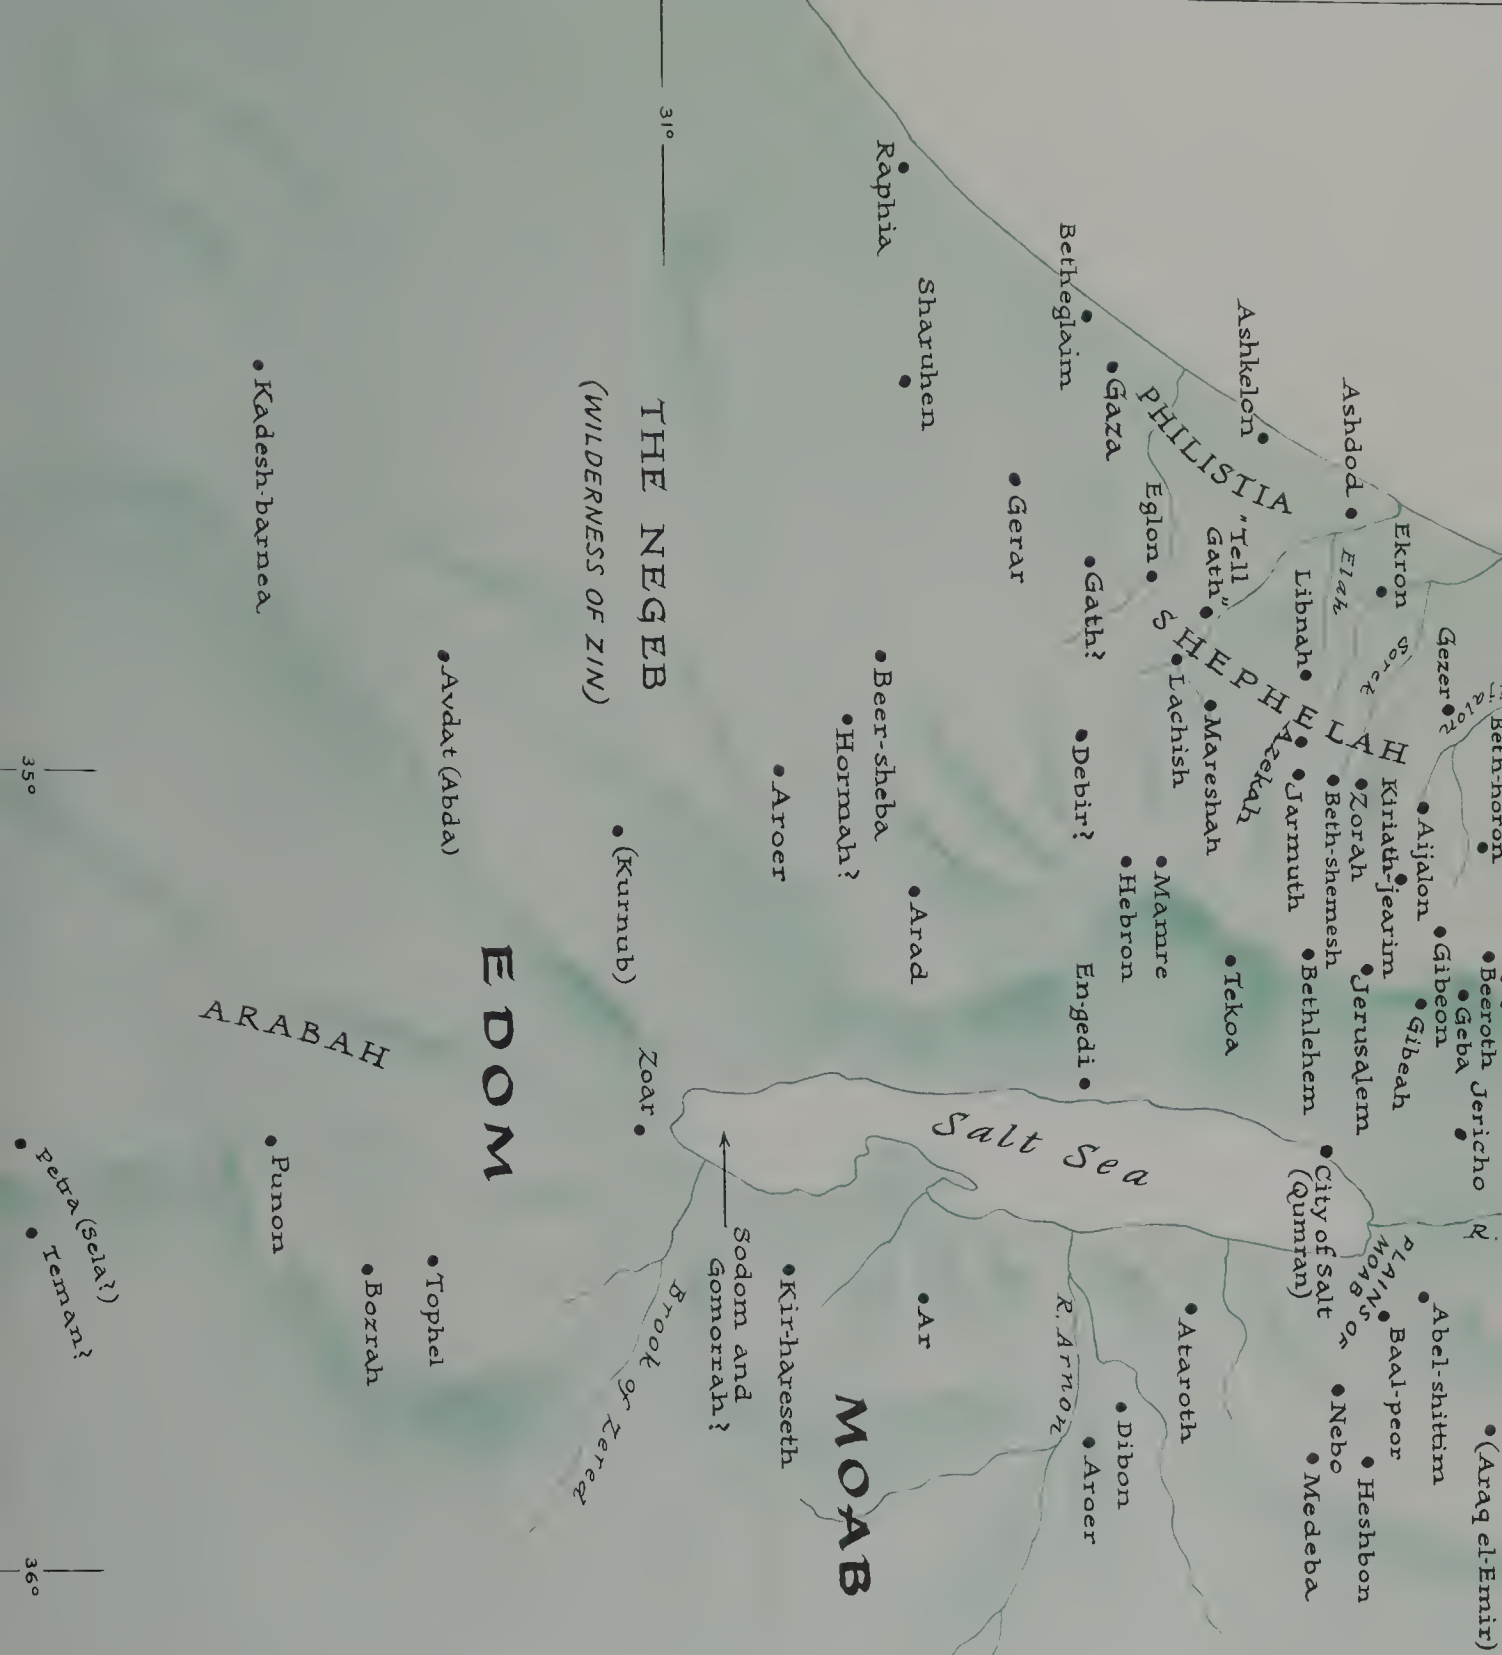 Beth-horon
Beeroth
Jericho
R.
(Araq el-Emir)
Gezer
Geba
Aijalon
Gibeon
Gibeah
Abel-shittim
Ekron
Sorek
Kiriath-jearim
PLAINS OF
MOAB
Baal-peor
Ashdod
Elah
Zorah
Jerusalem
Heshbon
Beth-shemesh
Nebo
Libnah
Azekah
Jarmuth
Bethlehem
City of Salt
(Qumran)
Medeba
Ashkelon
PHILISTIA
"Tell
Gath"
SHEPHELAH
Mareshah
Tekoa
Ataroth
Eglon
Lachish
Mamre
Hebron
Dibon
Gaza
Gath?
Debir?
En-gedi
Salt Sea
Aroer
Betheglaim
R. Arnon
Gerar
Sharuhen
Arad
Ar
Raphia
Beer-sheba
Hormah?
MOAB
Aroer
Kir-hareseth
Sodom and
Gomorrah?
31°
THE NEGEB
(WILDERNESS OF ZIN)
(Kurnub)
Zoar
Brook of Zered
EDOM
Avdat (Abda)
Tophel
Bozrah
ARABAH
Kadesh-barnea
Punon
Petra (Sela?)
Teman?
35°
36°